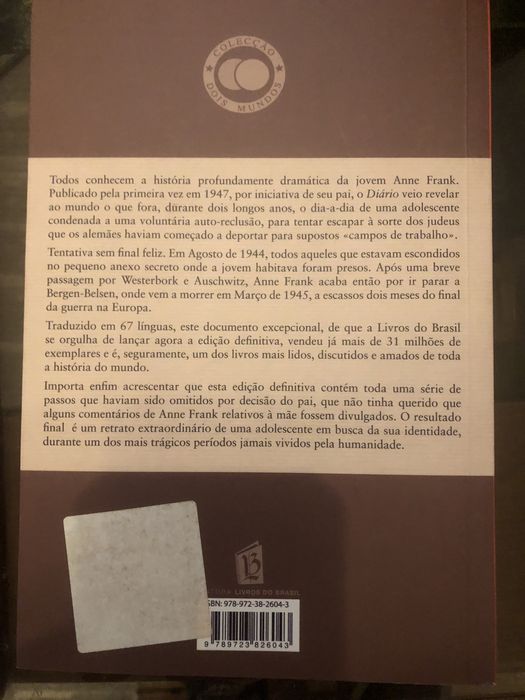 COLECÇÃO
DOIS MUNDOS
Todos conhecem a história profundamente dramática da jovem Anne Frank.
Publicado pela primeira vez em 1947, por iniciativa de seu pai, o Diário veio revelar
ao mundo o que fora, dùrante dois longos anos, o dia-a-dia de uma adolescente
condenada a uma voluntária auto-reclusão, para tentar escapar à sorte dos judeus
que os alemães haviam começado a deportar para supostos «campos de trabalho».
Tentativa sem final feliz. Em Agosto de 1944, todos aqueles que estavam escondidos
no pequeno anexo secreto onde a jovem habitava foram presos. Após uma breve
passagem por Westerbork e Auschwitz, Anne Frank acaba então por ir parar a
Bergen-Belsen, onde vem a morrer em Março de 1945, a escassos dois meses do final
da guerra na Europa.
Traduzido em 67 línguas, este documento excepcional, de que a Livros do Brasil
se orgulha de lançar agora a edição definitiva, vendeu já mais de 31 milhões de
exemplares e é, seguramente, um dos livros mais lidos, discutidos e amados de toda
a história do mundo.
Importa enfim acrescentar que esta edição definitiva contém toda uma série de
passos que haviam sido omitidos por decisão do pai, que não tinha querido que
alguns comentários de Anne Frank relativos à mãe fossem divulgados. O resultado
final é um retrato extraordinário de uma adolescente em busca da sua identidade,
durante um dos mais trágicos períodos jamais vividos pela humanidade.
LIVROS DO BRASIL
ISBN: 978-972-38-2604-3
9 789723 826043